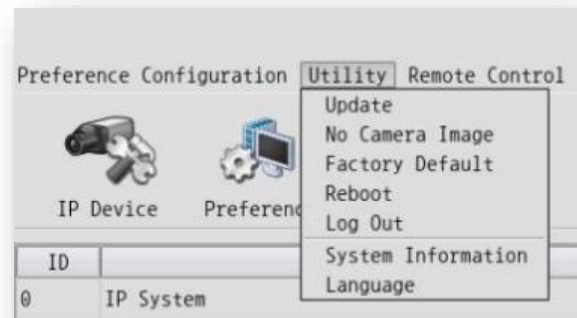 Preference Configuration Utility Remote Control
Update
No Camera Image
Factory Default
Reboot
Log Out
System Information
Language
IP Device
ID
0 IP System